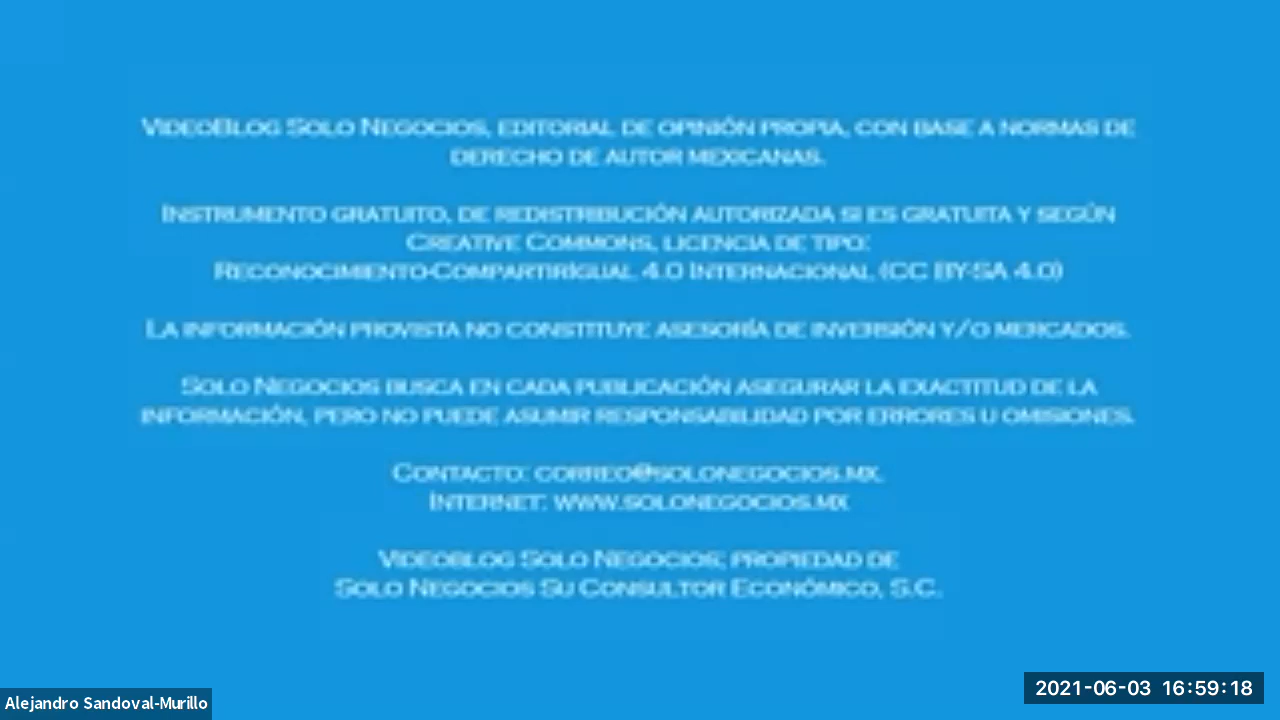 VideoBlog Solo Negocios, editorial de opinión propia, con base a normas de
derecho de autor mexicanas.
Instrumento gratuito, de redistribución autorizada si es gratuita y según
Creative Commons, licencia de tipo:
Reconocimiento-CompartirIgual 4.0 Internacional (CC BY-SA 4.0)
La información provista no constituye asesoría de inversión y/o mercados.
Solo Negocios busca en cada publicación asegurar la exactitud de la
información, pero no puede asumir responsabilidad por errores u omisiones.
Contacto: correo@solonegocios.mx.
Internet: www.solonegocios.mx
Videoblog Solo Negocios; propiedad de
Solo Negocios Su Consultor Económico, S.C.
Alejandro Sandoval-Murillo
2021-06-03 16:59:18